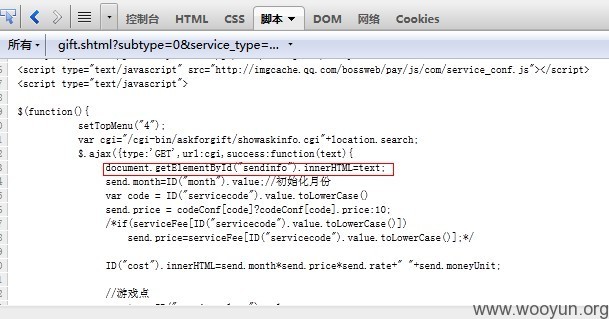 控制台 HTML CSS 脚本 DOM 网络 Cookies
所有 gift.shtml?subtype=0&service_type=...
<script type="text/javascript" src="http://imgcache.qq.com/bossweb/pay/js/com/service_conf.js"></script>
<script type="text/javascript">
$(function(){
setTopMenu("4");
var cgi="/cgi-bin/askforgift/showaskinfo.cgi"+location.search;
$.ajax({type:'GET',url:cgi,success:function(text){
document.getElementById("sendinfo").innerHTML=text;
send.month=ID("month").value;//初始化月份
var code = ID("servicecode").value.toLowerCase()
send.price = codeConf[code]?codeConf[code].price:10;
/*if(serviceFee[ID("servicecode").value.toLowerCase()])
send.price=serviceFee[ID("servicecode").value.toLowerCase()];*/
ID("cost").innerHTML=send.month*send.price*send.rate+" "+send.moneyUnit;
//游戏点
www.wooyun.org